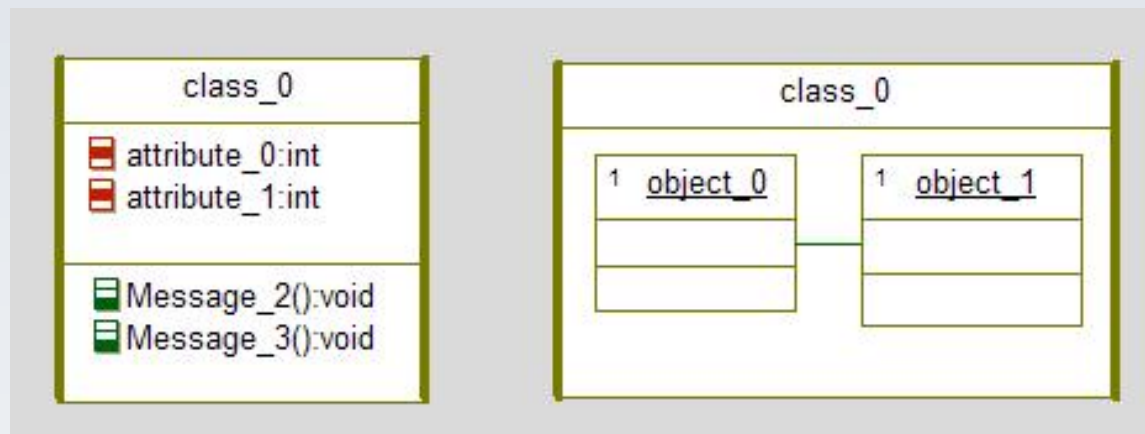 class_0
attribute_0:int
attribute_1:int
Message_2():void
Message_3():void
class_0
1 object_0
1 object_1